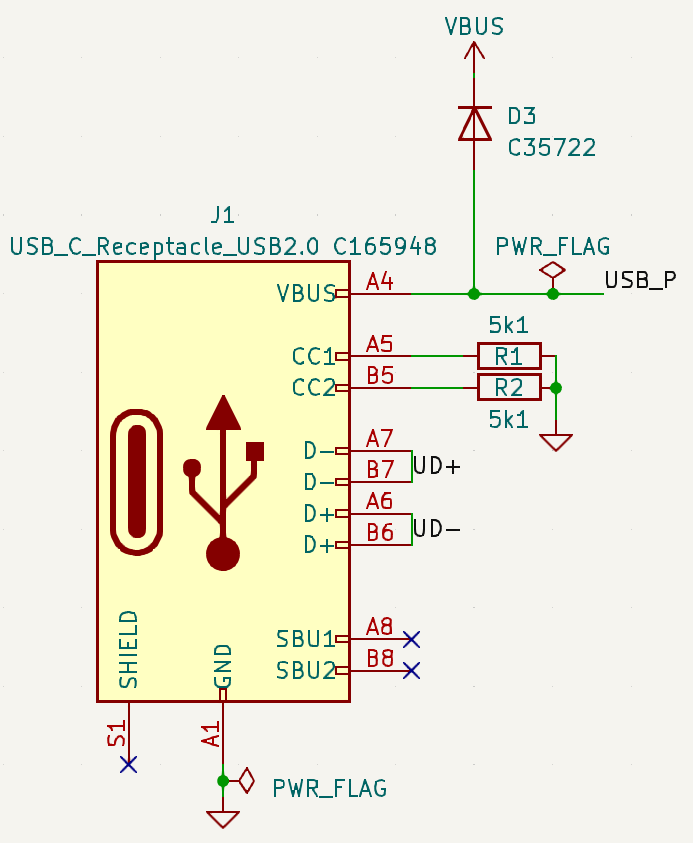 VBUS
D3
C35722
J1
USB_C_Receptacle_USB2.0 C165948
PWR_FLAG
VBUS
A4
USB_P
5k1
CC1
A5
R1
CC2
B5
R2
5k1
D-
A7
UD+
D-
B7
D+
A6
UD-
D+
B6
SBU1
A8
SBU2
B8
SHIELD
GND
S1
A1
PWR_FLAG